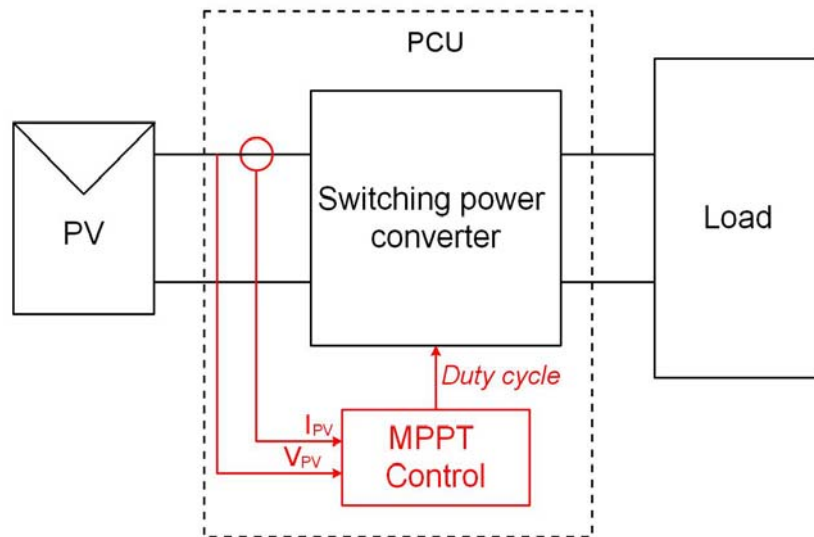 PCU
PV
Switching power
converter
Load
Duty cycle
IPV
VPV
MPPT
Control